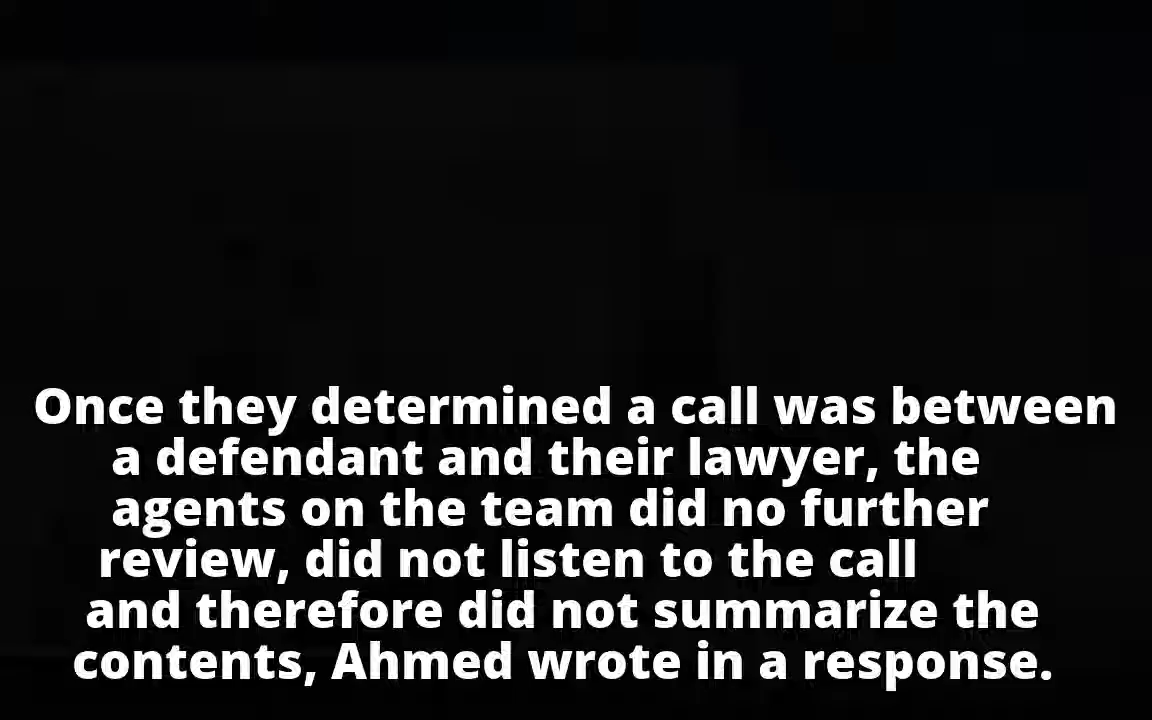 Once they determined a call was between
a defendant and their lawyer, the
agents on the team did no further
review, did not listen to the call
and therefore did not summarize the
contents, Ahmed wrote in a response.